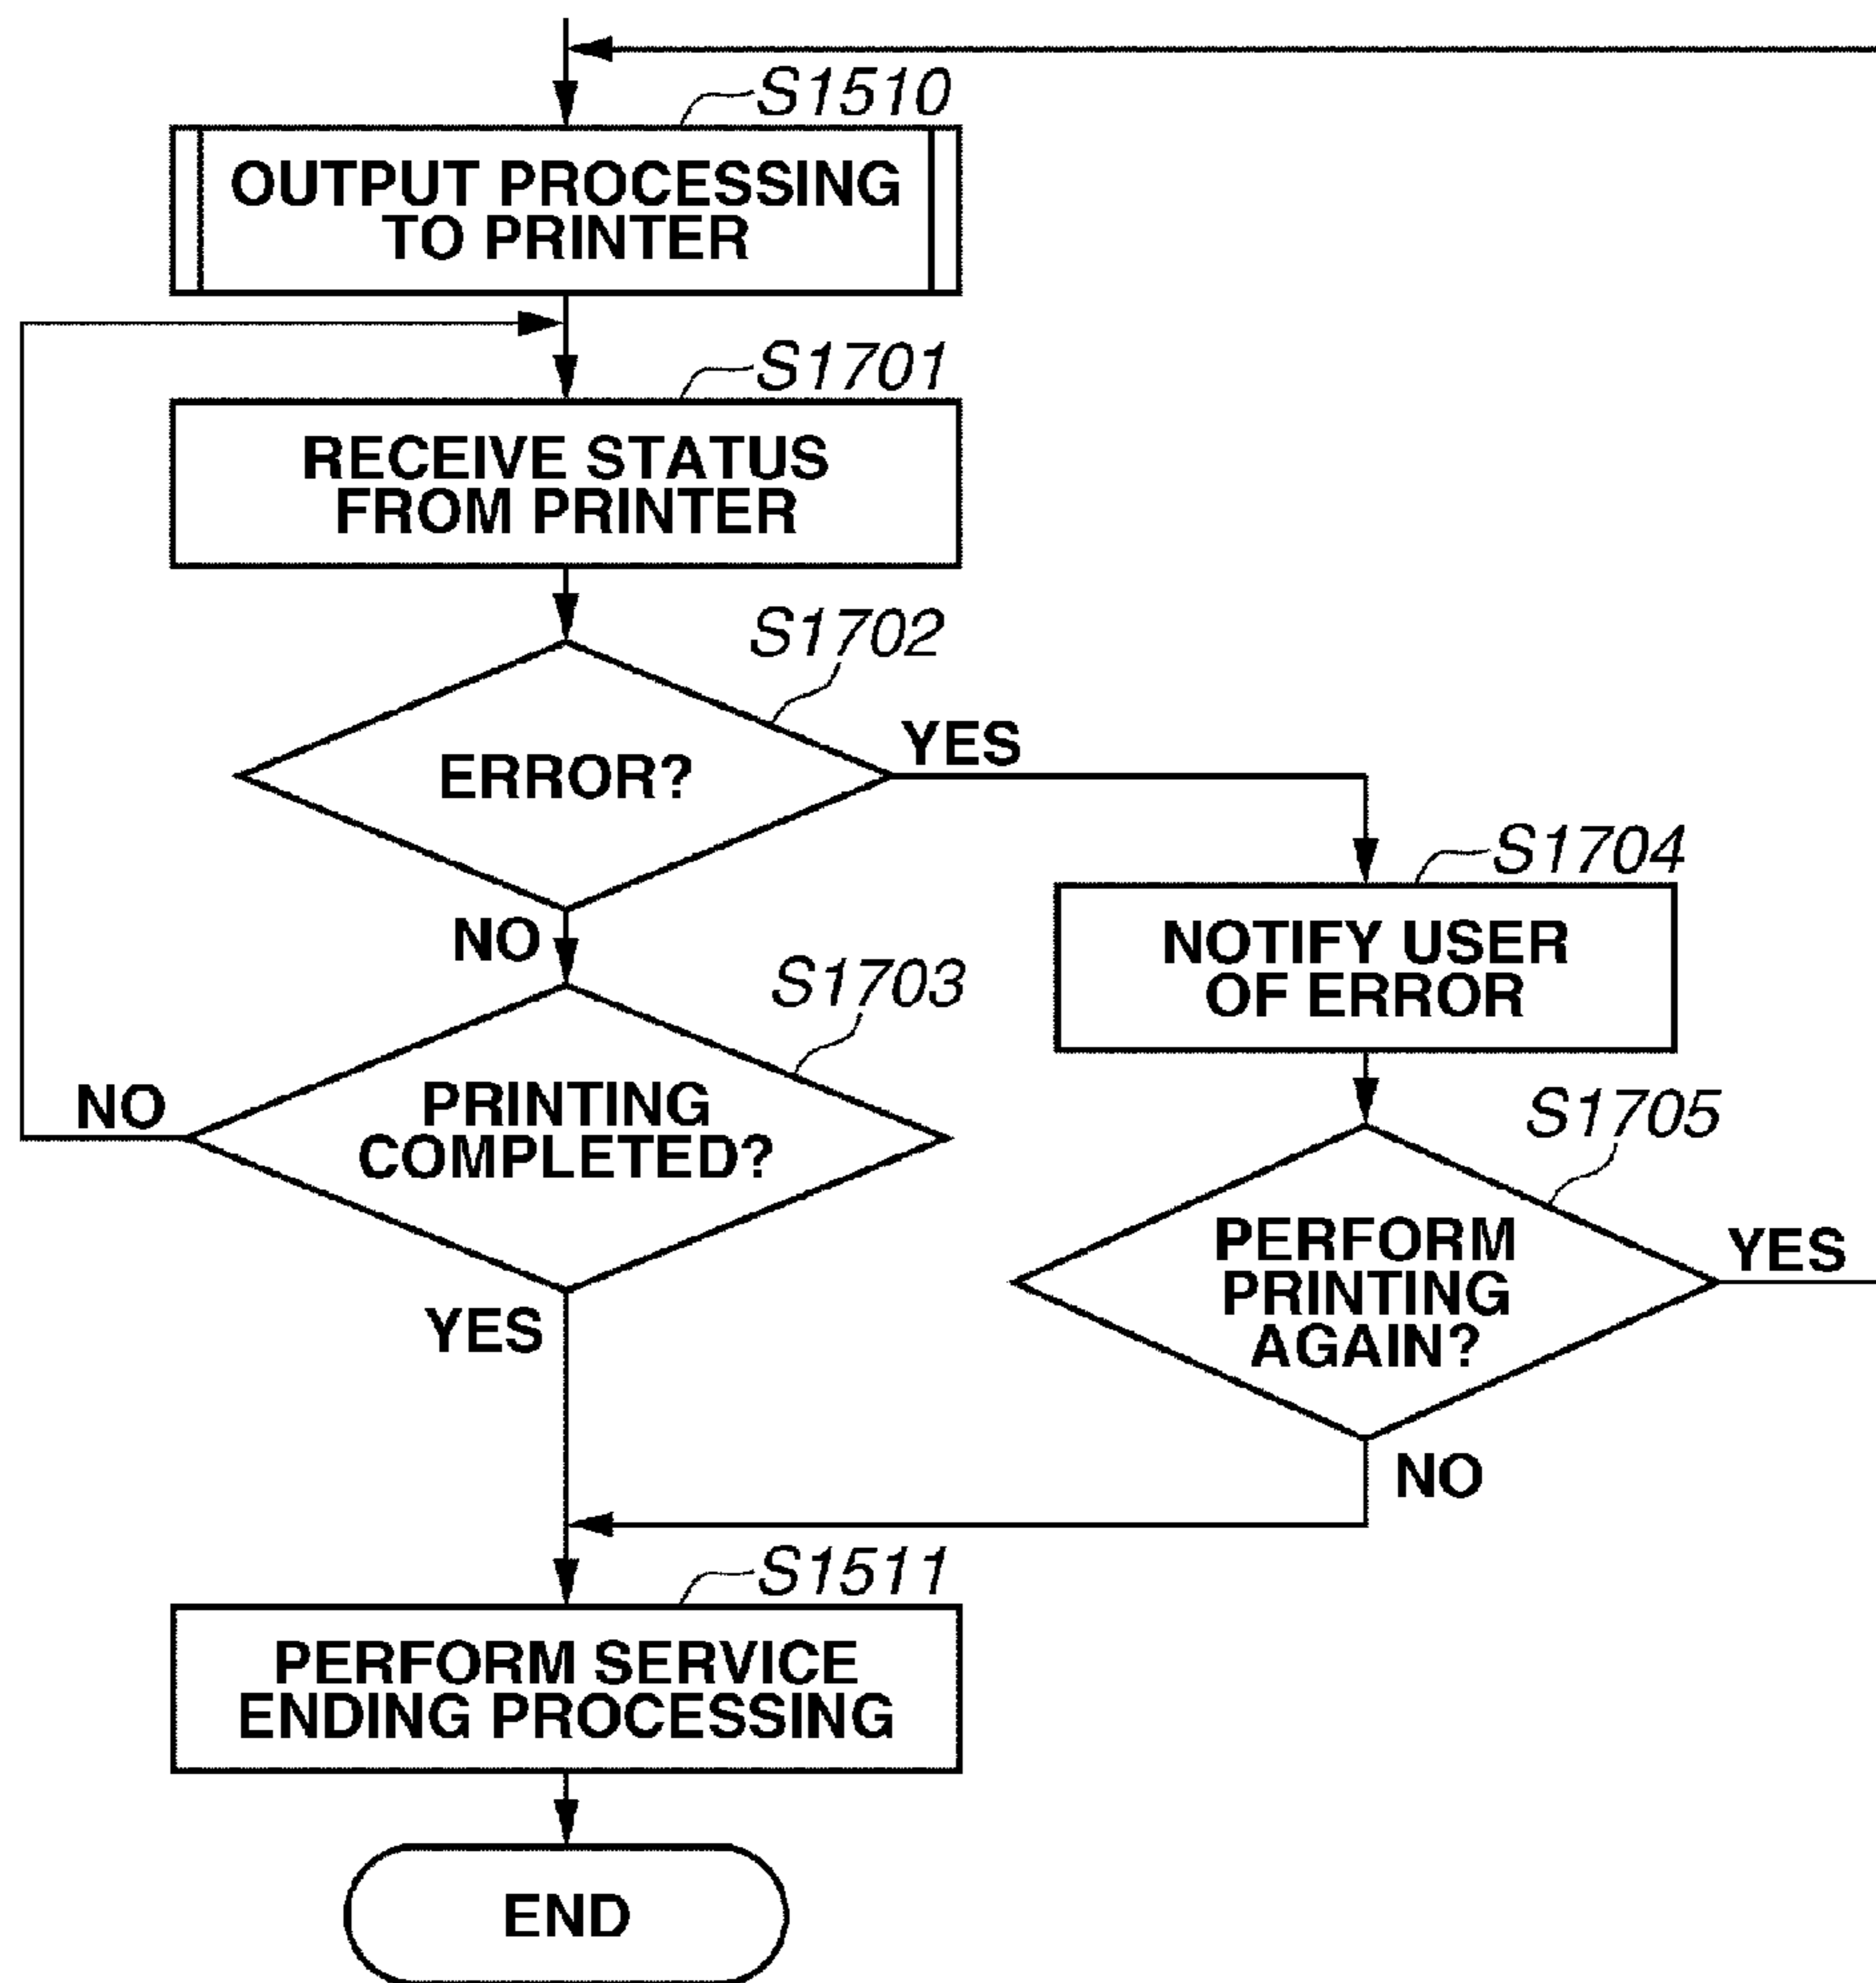 S1510
OUTPUT PROCESSING
TO PRINTER
S1701
RECEIVE STATUS
FROM PRINTER
S1702
ERROR?
YES
NO
S1704
NOTIFY USER
OF ERROR
S1703
PRINTING
COMPLETED?
NO
YES
S1705
PERFORM
PRINTING
AGAIN?
YES
NO
S1511
PERFORM SERVICE
ENDING PROCESSING
END